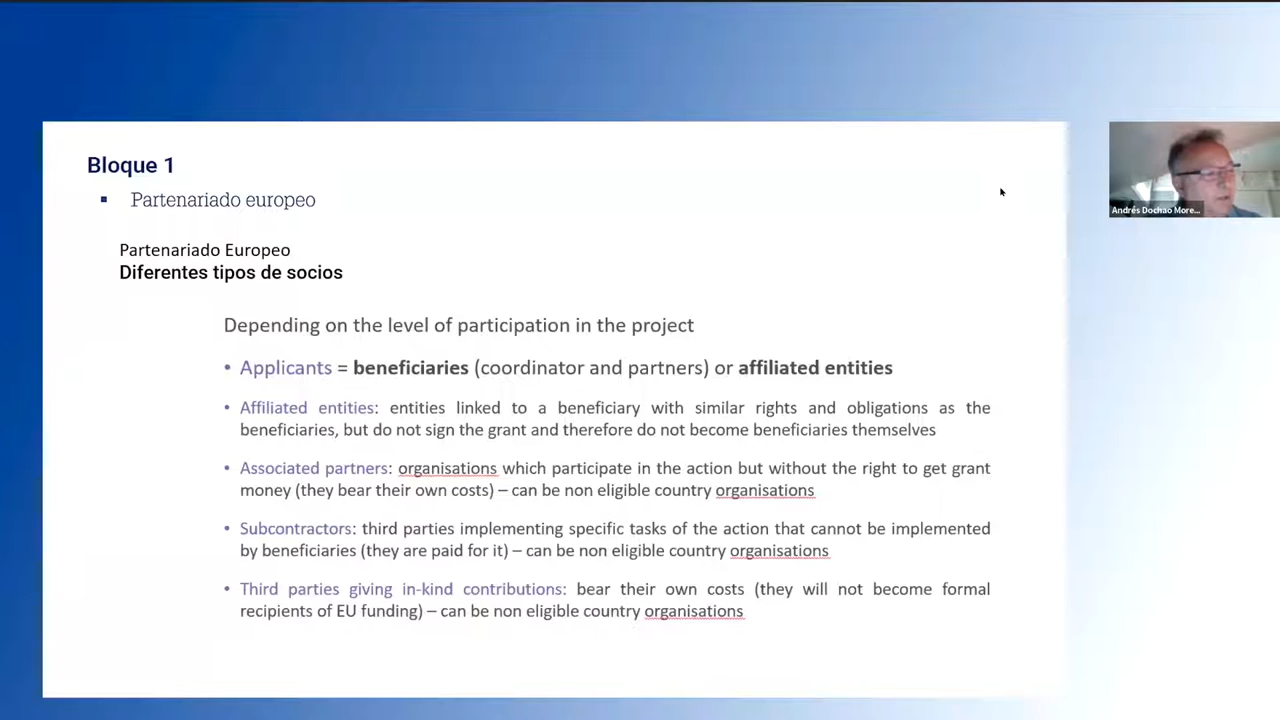 Bloque 1
▪ Partenariado europeo
Partenariado Europeo
Diferentes tipos de socios
Depending on the level of participation in the project
• Applicants = beneficiaries (coordinator and partners) or affiliated entities
• Affiliated entities: entities linked to a beneficiary with similar rights and obligations as the
beneficiaries, but do not sign the grant and therefore do not become beneficiaries themselves
• Associated partners: organisations which participate in the action but without the right to get grant
money (they bear their own costs) – can be non eligible country organisations
• Subcontractors: third parties implementing specific tasks of the action that cannot be implemented
by beneficiaries (they are paid for it) – can be non eligible country organisations
• Third parties giving in-kind contributions: bear their own costs (they will not become formal
recipients of EU funding) – can be non eligible country organisations
Andrés Dochao More...